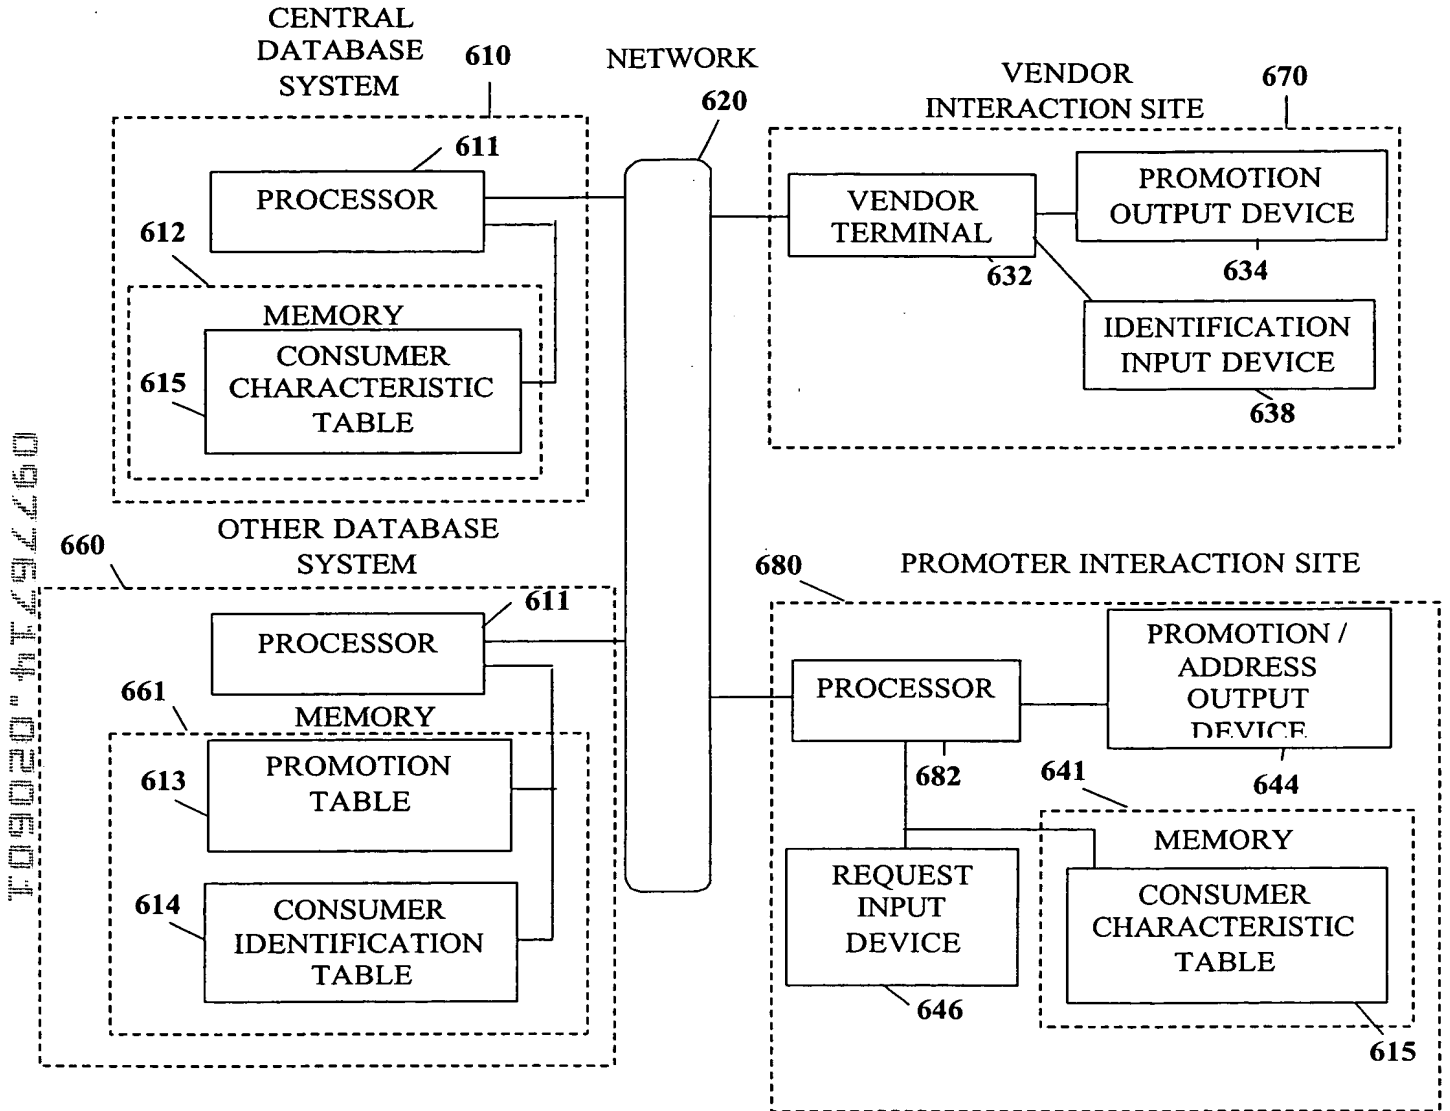 CENTRAL
DATABASE
SYSTEM
610
611
PROCESSOR
612
MEMORY
615
CONSUMER
CHARACTERISTIC
TABLE
NETWORK
620
VENDOR
INTERACTION SITE
670
VENDOR
TERMINAL
632
PROMOTION
OUTPUT DEVICE
634
IDENTIFICATION
INPUT DEVICE
638
OTHER DATABASE
SYSTEM
660
611
PROCESSOR
661
MEMORY
613
PROMOTION
TABLE
614
CONSUMER
IDENTIFICATION
TABLE
PROMOTER INTERACTION SITE
680
PROCESSOR
682
PROMOTION /
ADDRESS
OUTPUT
DEVICE
644
641
MEMORY
REQUEST
INPUT
DEVICE
646
CONSUMER
CHARACTERISTIC
TABLE
615
09776714.020601